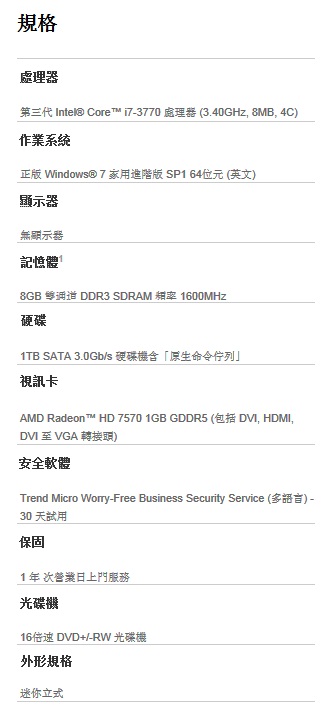 規格
處理器
第三代 Intel® Core™ i7-3770 處理器 (3.40GHz, 8MB, 4C)
作業系統
正版 Windows® 7 家用進階版 SP1 64位元 (英文)
顯示器
無顯示器
記憶體1
8GB 雙通道 DDR3 SDRAM 頻率 1600MHz
硬碟
1TB SATA 3.0Gb/s 硬碟機含「原生命令佇列」
視訊卡
AMD Radeon™ HD 7570 1GB GDDR5 (包括 DVI, HDMI,
DVI 至 VGA 轉接頭)
安全軟體
Trend Micro Worry-Free Business Security Service (多語言) -
30 天試用
保固
1 年 次營業日上門服務
光碟機
16倍速 DVD+/-RW 光碟機
外形規格
迷你立式